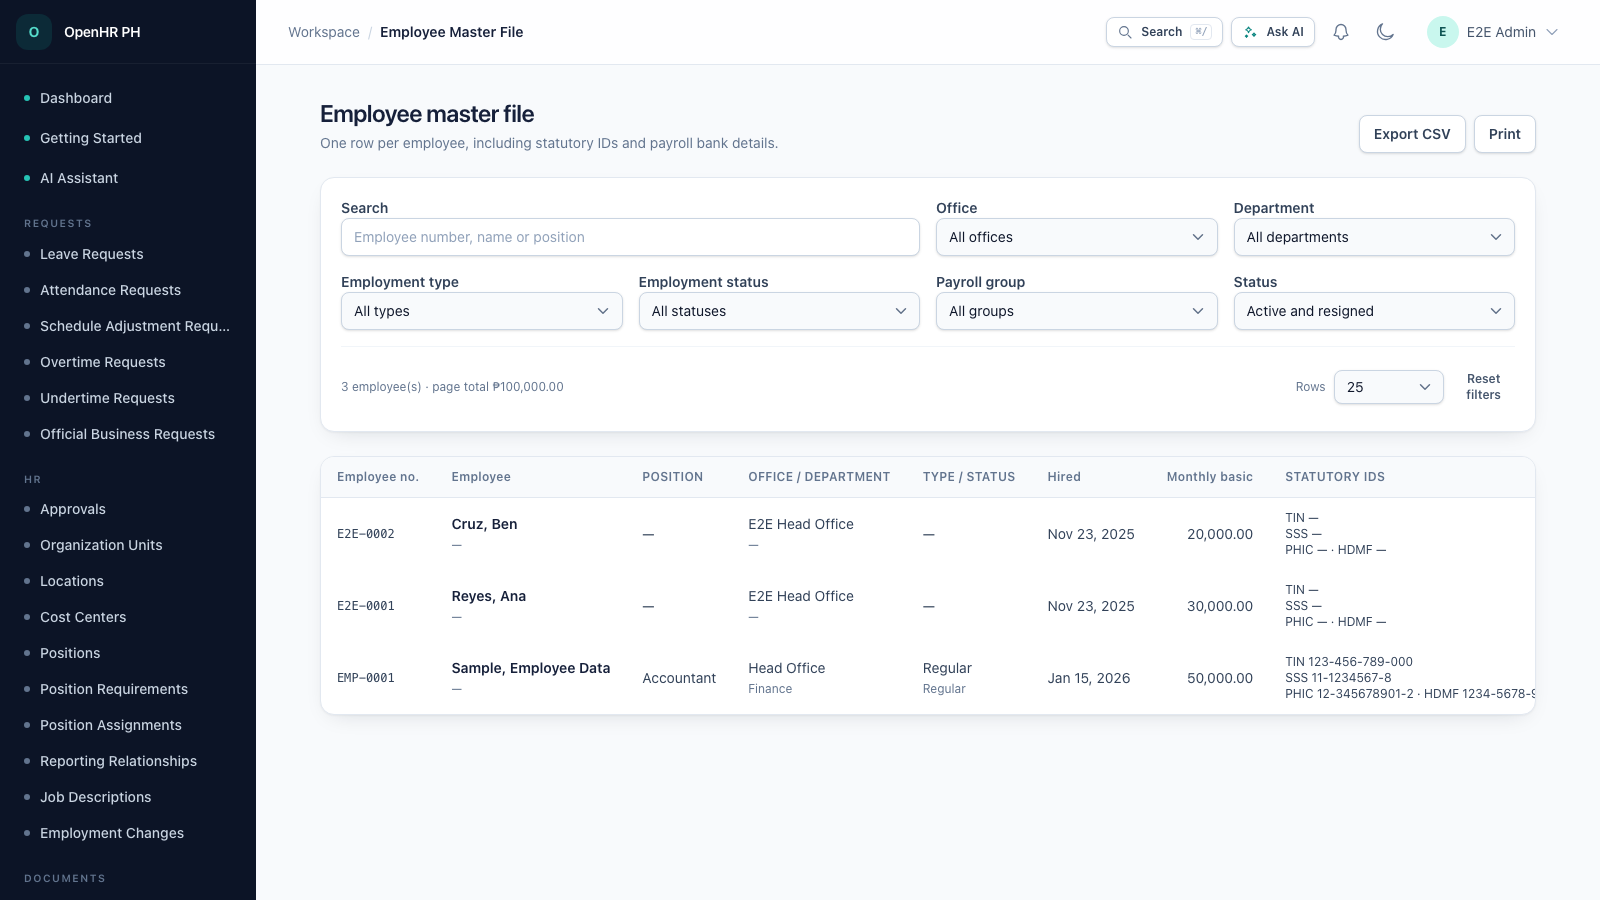 O
OpenHR PH
Dashboard
Getting Started
AI Assistant
REQUESTS
Leave Requests
Attendance Requests
Schedule Adjustment Requ...
Overtime Requests
Undertime Requests
Official Business Requests
HR
Approvals
Organization Units
Locations
Cost Centers
Positions
Position Requirements
Position Assignments
Reporting Relationships
Job Descriptions
Employment Changes
DOCUMENTS
Workspace / Employee Master File
Search ⌘/
Ask AI
E
E2E Admin
Employee master file
One row per employee, including statutory IDs and payroll bank details.
Export CSV
Print
Search
Employee number, name or position
Office
All offices
Department
All departments
Employment type
All types
Employment status
All statuses
Payroll group
All groups
Status
Active and resigned
3 employee(s) · page total ₱100,000.00
Rows
25
Reset
filters
Employee no. Employee POSITION OFFICE / DEPARTMENT TYPE / STATUS Hired Monthly basic STATUTORY IDS
E2E-0002
Cruz, Ben
—
—
E2E Head Office
—
—
Nov 23, 2025
20,000.00
TIN —
SSS —
PHIC — · HDMF —
E2E-0001
Reyes, Ana
—
—
E2E Head Office
—
—
Nov 23, 2025
30,000.00
TIN —
SSS —
PHIC — · HDMF —
EMP-0001
Sample, Employee Data
—
Accountant
Head Office
Finance
Regular
Regular
Jan 15, 2026
50,000.00
TIN 123-456-789-000
SSS 11-1234567-8
PHIC 12-345678901-2 · HDMF 1234-5678-9